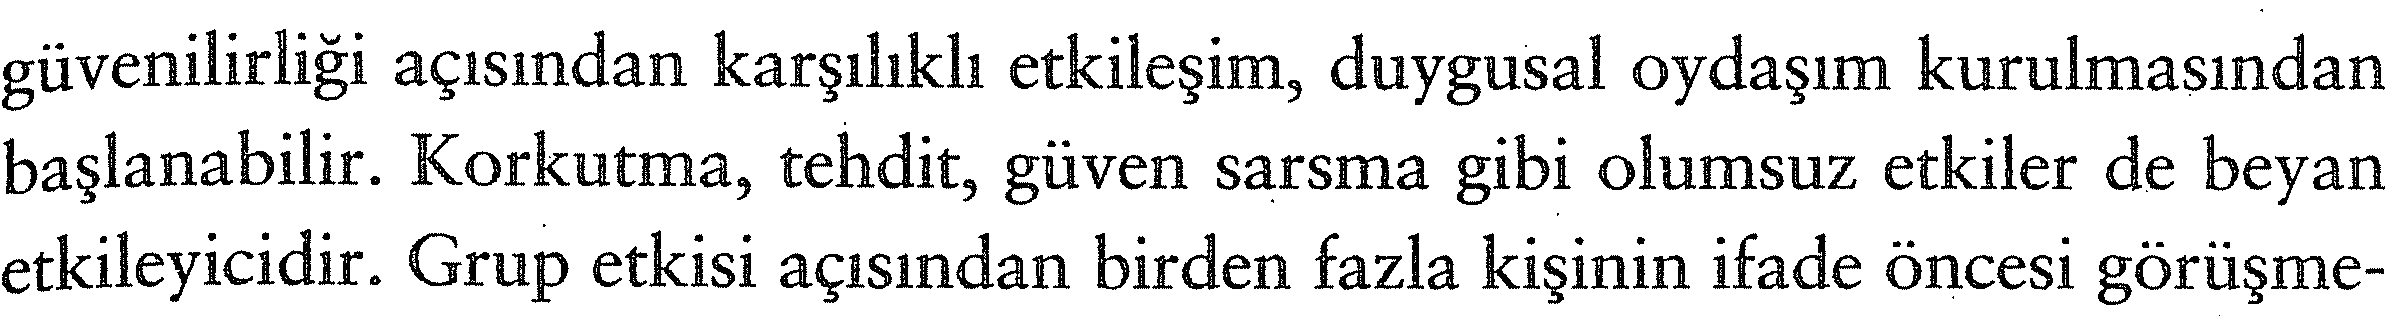 güvenilirliği açısından karşılıklı etkileşim, duygusal oydaşım kurulmasından
başlanabilir. Korkutma, tehdit, güven sarsma gibi olumsuz etkiler de beyan
etkileyicidir. Grup etkisi açısından birden fazla kişinin ifade öncesi görüşme-